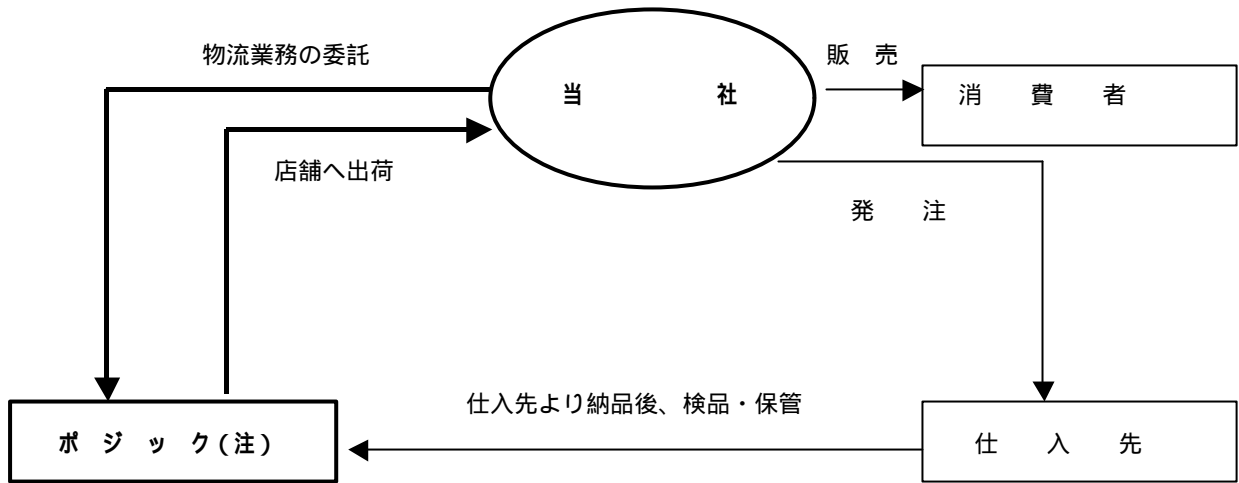 物流業務の委託
販 売
当 社
消 費 者
店舗へ出荷
発 注
仕入先より納品後、検品・保管
ポ ジ ッ ク(注)
仕 入 先